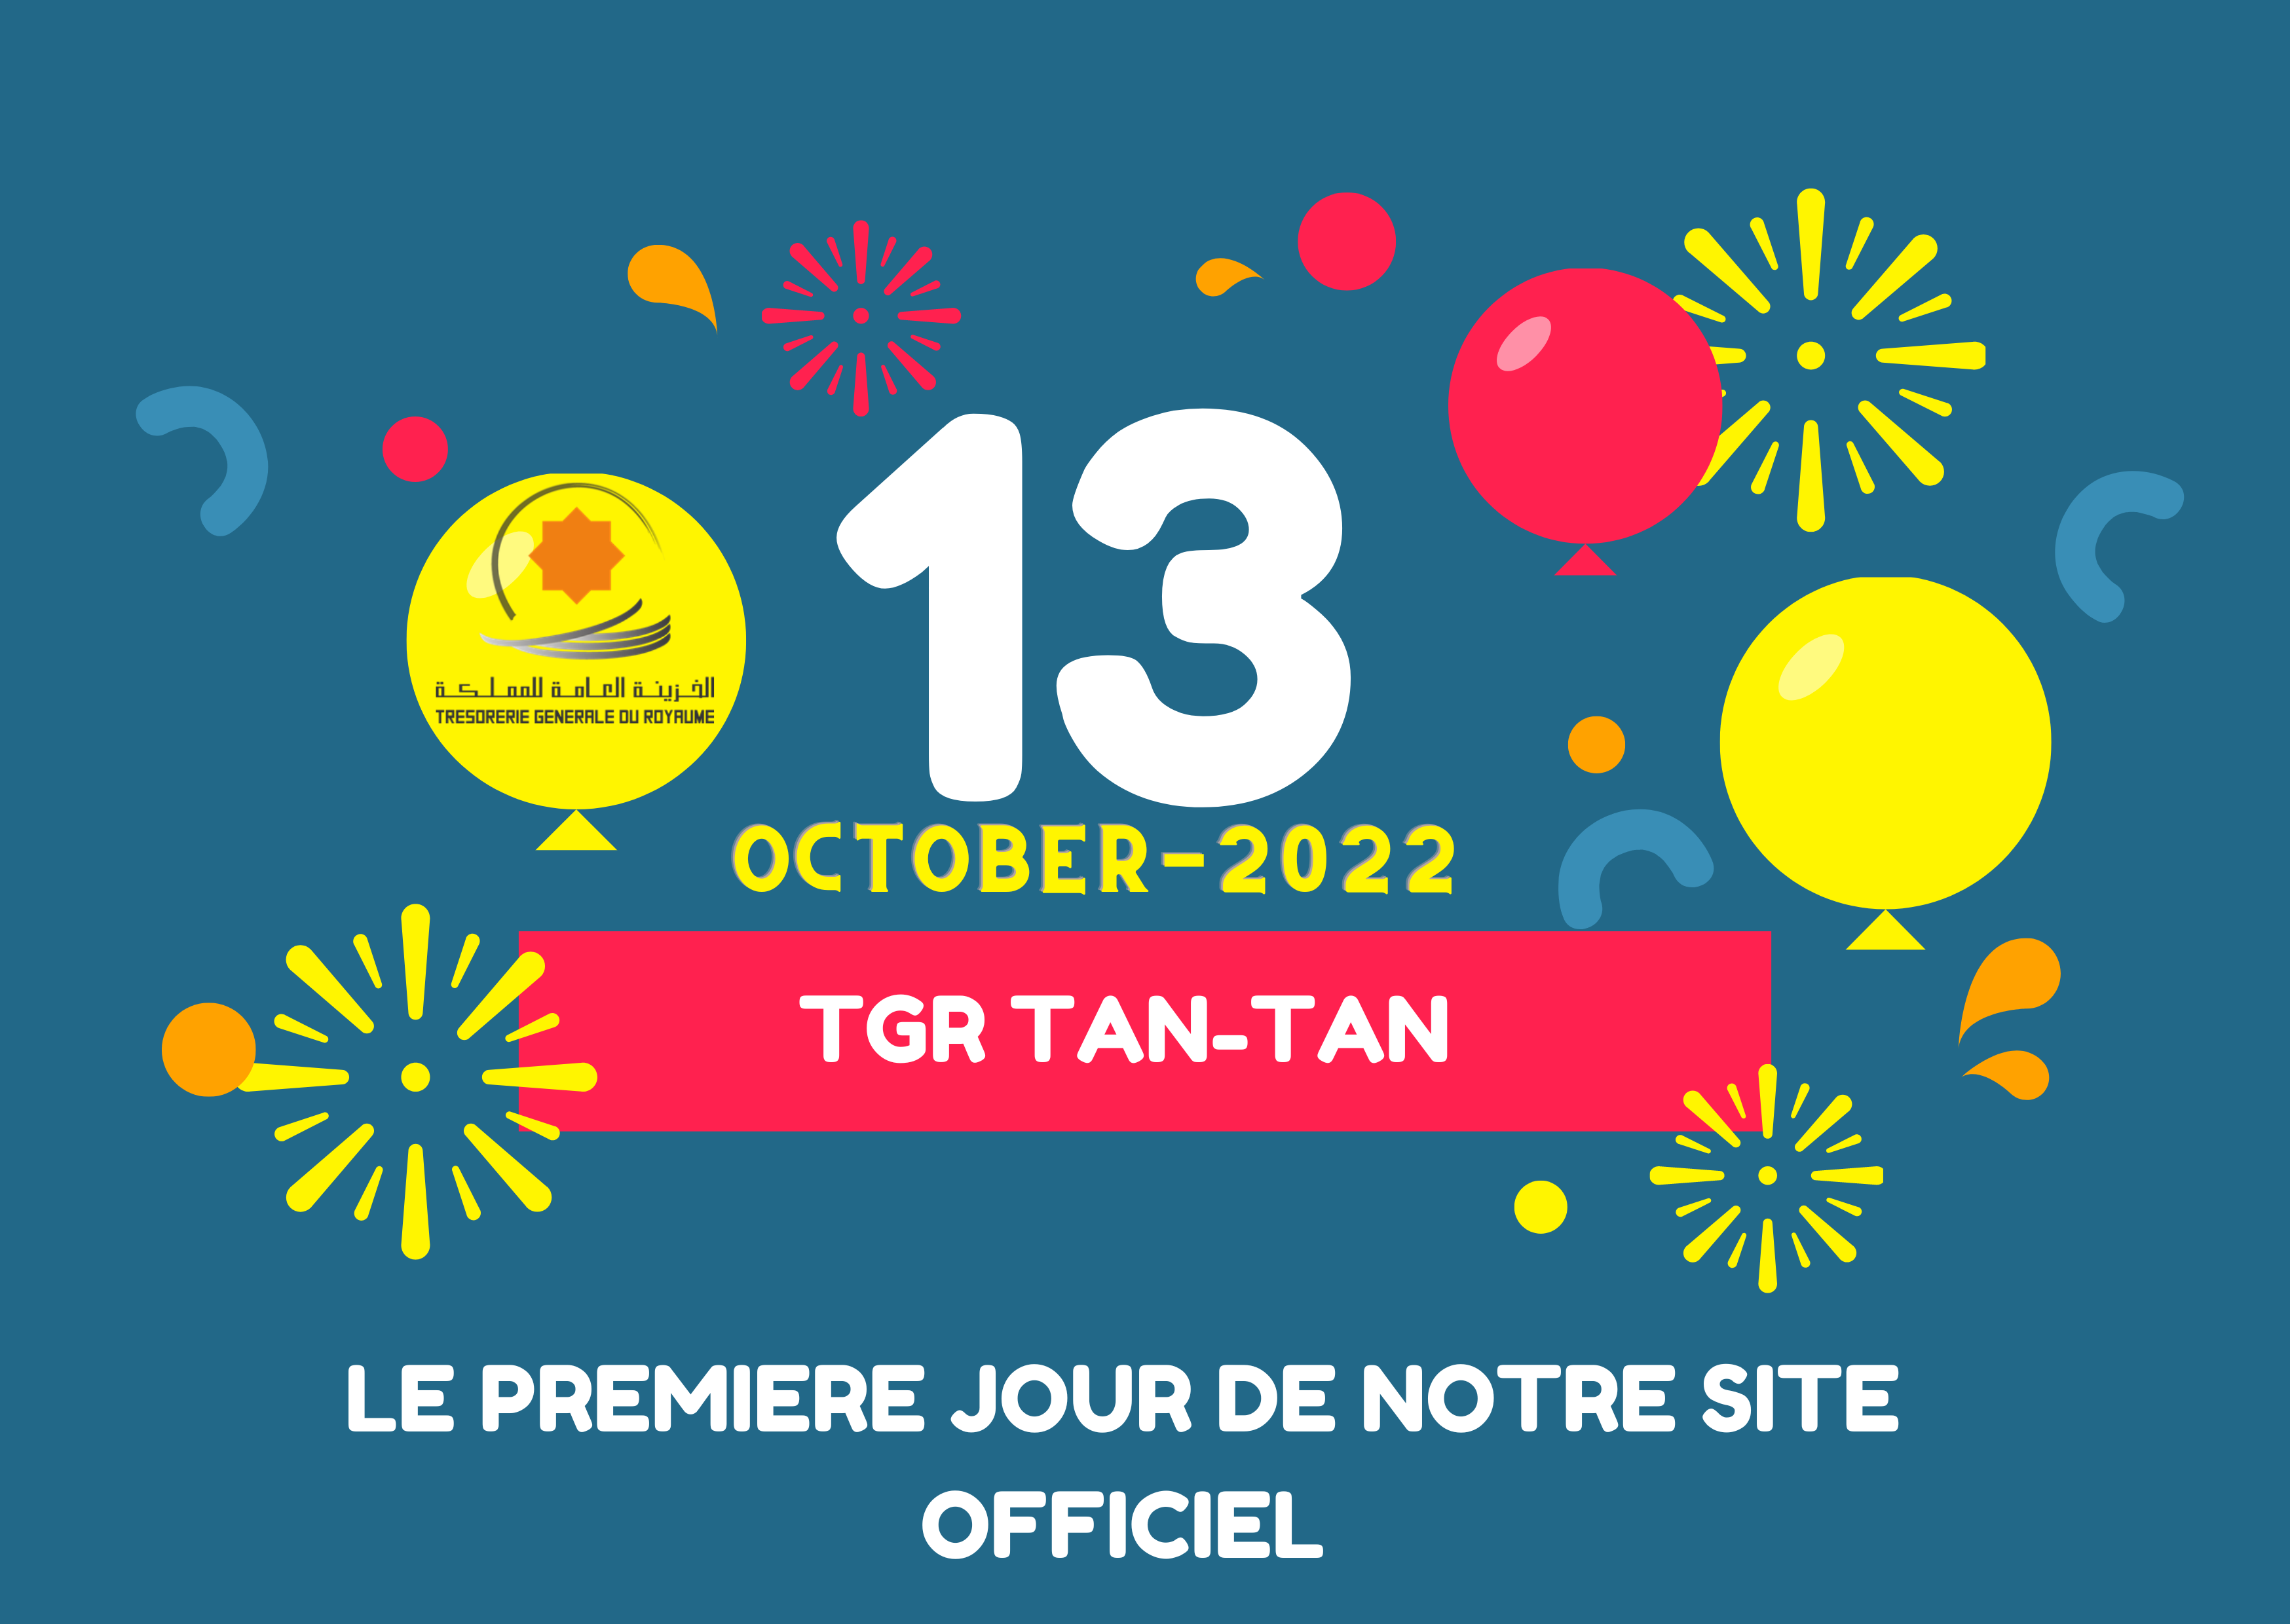 13
الخزينة العامة للمملكة
TRESORERIE GENERALE DU ROYAUME
OCTOBER-2022
TGR TAN-TAN
LE PREMIERE JOUR DE NOTRE SITE
OFFICIEL